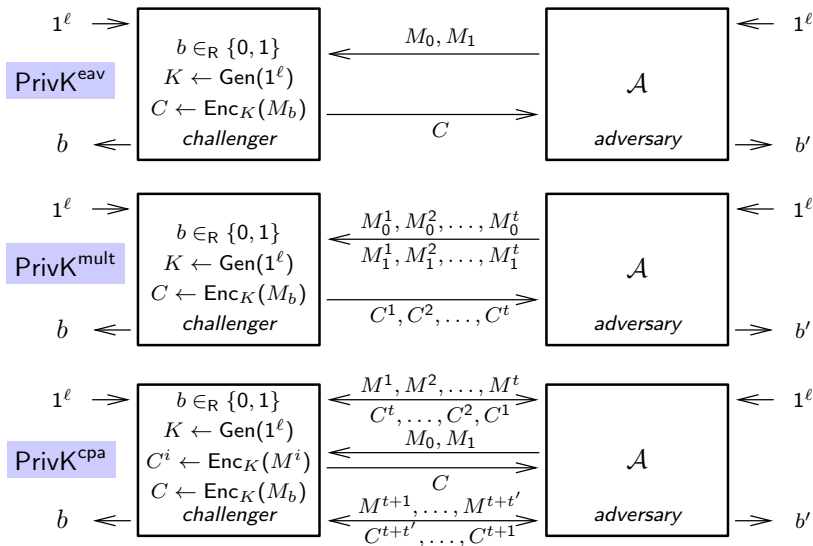 1^ℓ
b ∈_R {0, 1}
K ← Gen(1^ℓ)
C ← Enc_K(M_b)
challenger
PrivK^eav
b
M_0, M_1
C
1^ℓ
𝒜
adversary
b′
1^ℓ
b ∈_R {0, 1}
K ← Gen(1^ℓ)
C ← Enc_K(M_b)
challenger
PrivK^mult
b
M_0^1, M_0^2, . . . , M_0^t
M_1^1, M_1^2, . . . , M_1^t
C^1, C^2, . . . , C^t
1^ℓ
𝒜
adversary
b′
1^ℓ
b ∈_R {0, 1}
K ← Gen(1^ℓ)
C^i ← Enc_K(M^i)
C ← Enc_K(M_b)
challenger
PrivK^cpa
b
M^1, M^2, . . . , M^t
C^t, . . . , C^2, C^1
M_0, M_1
C
M^{t+1}, . . . , M^{t+t′}
C^{t+t′}, . . . , C^{t+1}
1^ℓ
𝒜
adversary
b′